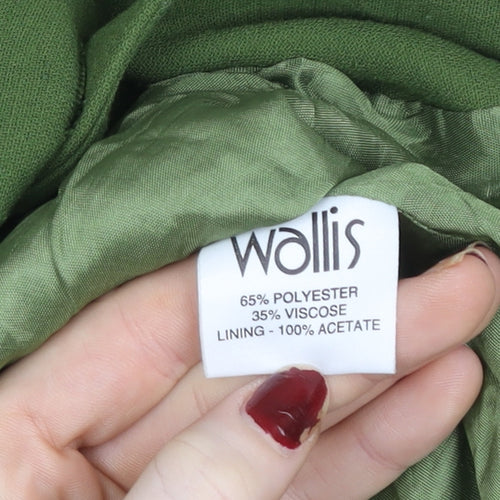 Wallis
65% POLYESTER
35% VISCOSE
LINING - 100% ACETATE